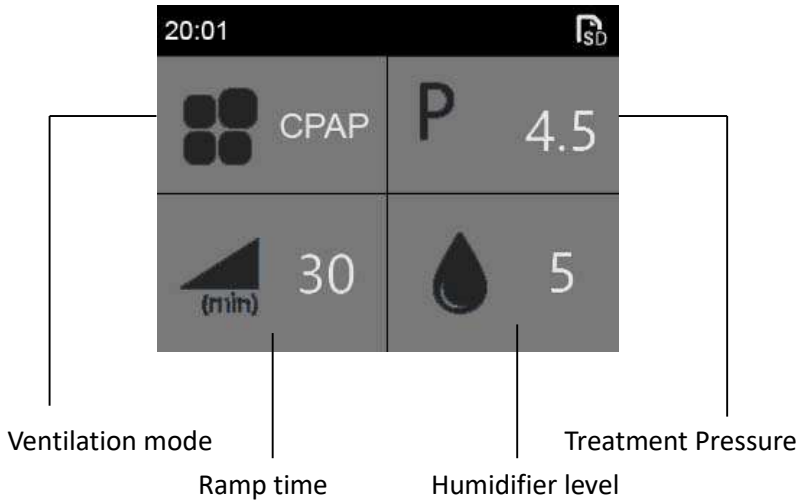 20:01 SD
CPAP P 4.5
(min) 30 5
Ventilation mode Treatment Pressure
Ramp time Humidifier level